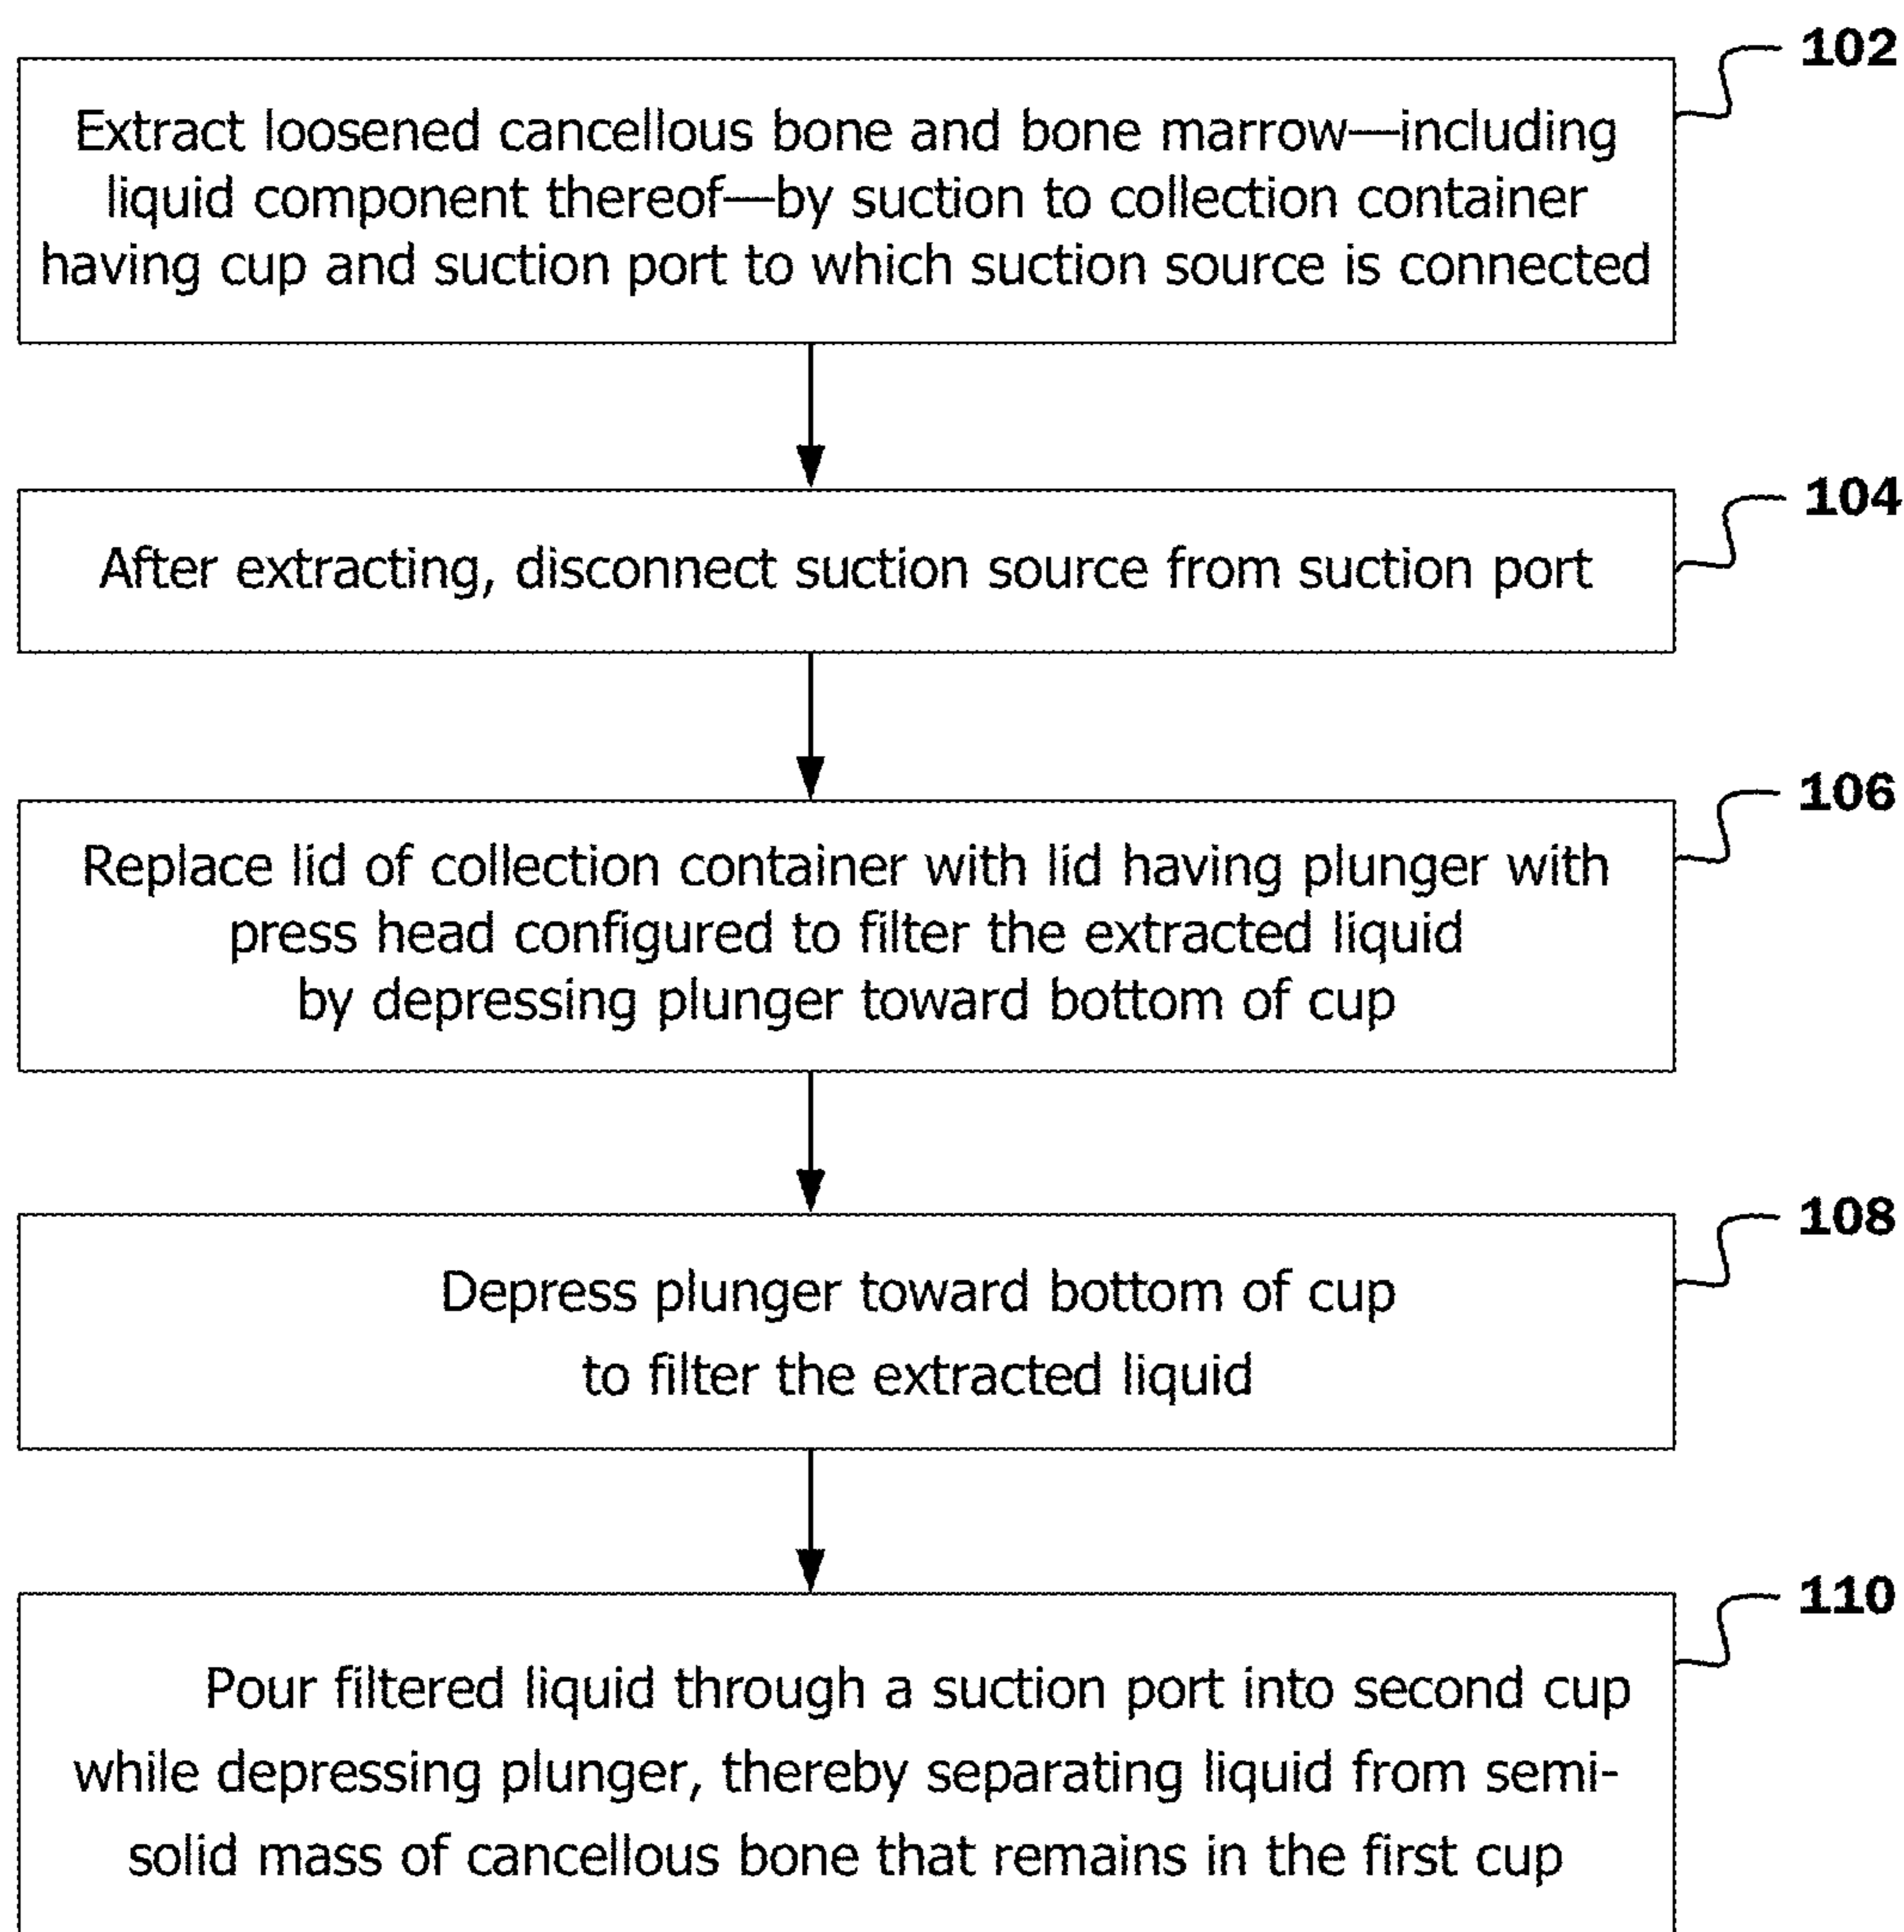 102
Extract loosened cancellous bone and bone marrow—including
liquid component thereof—by suction to collection container
having cup and suction port to which suction source is connected
104
After extracting, disconnect suction source from suction port
106
Replace lid of collection container with lid having plunger with
press head configured to filter the extracted liquid
by depressing plunger toward bottom of cup
108
Depress plunger toward bottom of cup
to filter the extracted liquid
110
Pour filtered liquid through a suction port into second cup
while depressing plunger, thereby separating liquid from semi-
solid mass of cancellous bone that remains in the first cup